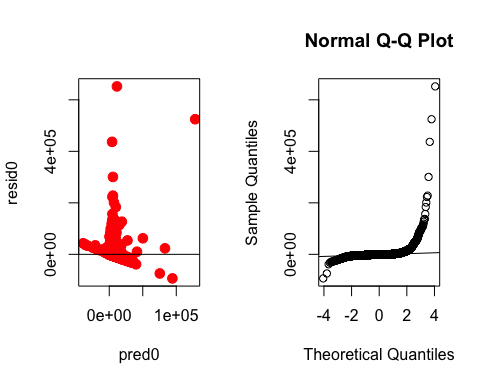 Normal Q-Q Plot
resid0
0e+00
4e+05
0e+00
1e+05
pred0
Sample Quantiles
0e+00
4e+05
-4
-2
0
2
4
Theoretical Quantiles